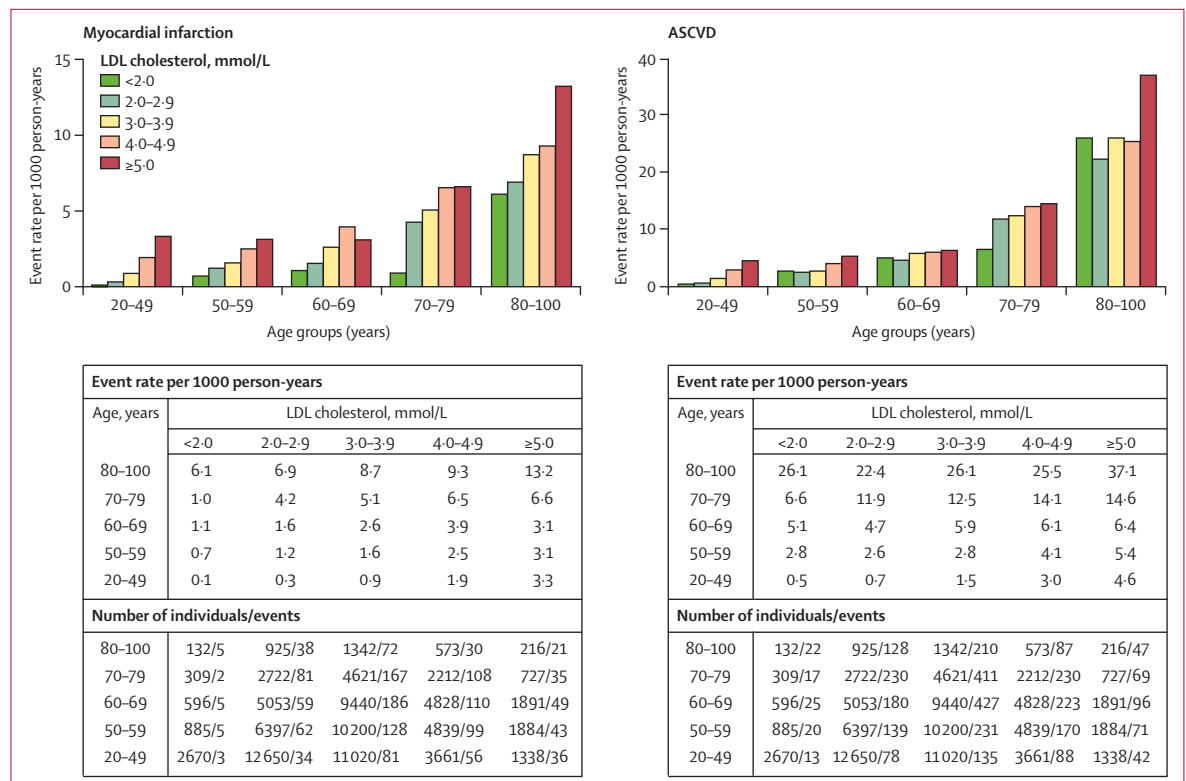 Myocardial infarction
LDL cholesterol, mmol/L
<2·0
2·0–2·9
3·0–3·9
4·0–4·9
≥5·0
Event rate per 1000 person-years
15
10
5
0
20–49 50–59 60–69 70–79 80–100
Age groups (years)
ASCVD
Event rate per 1000 person-years
40
30
20
10
0
20–49 50–59 60–69 70–79 80–100
Age groups (years)
Event rate per 1000 person-years
Age, years LDL cholesterol, mmol/L
<2·0 2·0–2·9 3·0–3·9 4·0–4·9 ≥5·0
80–100 6·1 6·9 8·7 9·3 13·2
70–79 1·0 4·2 5·1 6·5 6·6
60–69 1·1 1·6 2·6 3·9 3·1
50–59 0·7 1·2 1·6 2·5 3·1
20–49 0·1 0·3 0·9 1·9 3·3
Number of individuals/events
80–100 132/5 925/38 1342/72 573/30 216/21
70–79 309/2 2722/81 4621/167 2212/108 727/35
60–69 596/5 5053/59 9440/186 4828/110 1891/49
50–59 885/5 6397/62 10 200/128 4839/99 1884/43
20–49 2670/3 12 650/34 11 020/81 3661/56 1338/36
Event rate per 1000 person-years
Age, years LDL cholesterol, mmol/L
<2·0 2·0–2·9 3·0–3·9 4·0–4·9 ≥5·0
80–100 26·1 22·4 26·1 25·5 37·1
70–79 6·6 11·9 12·5 14·1 14·6
60–69 5·1 4·7 5·9 6·1 6·4
50–59 2·8 2·6 2·8 4·1 5·4
20–49 0·5 0·7 1·5 3·0 4·6
Number of individuals/events
80–100 132/22 925/128 1342/210 573/87 216/47
70–79 309/17 2722/230 4621/411 2212/230 727/69
60–69 596/25 5053/180 9440/427 4828/223 1891/96
50–59 885/20 6397/139 10 200/231 4839/170 1884/71
20–49 2670/13 12 650/78 11 020/135 3661/88 1338/42